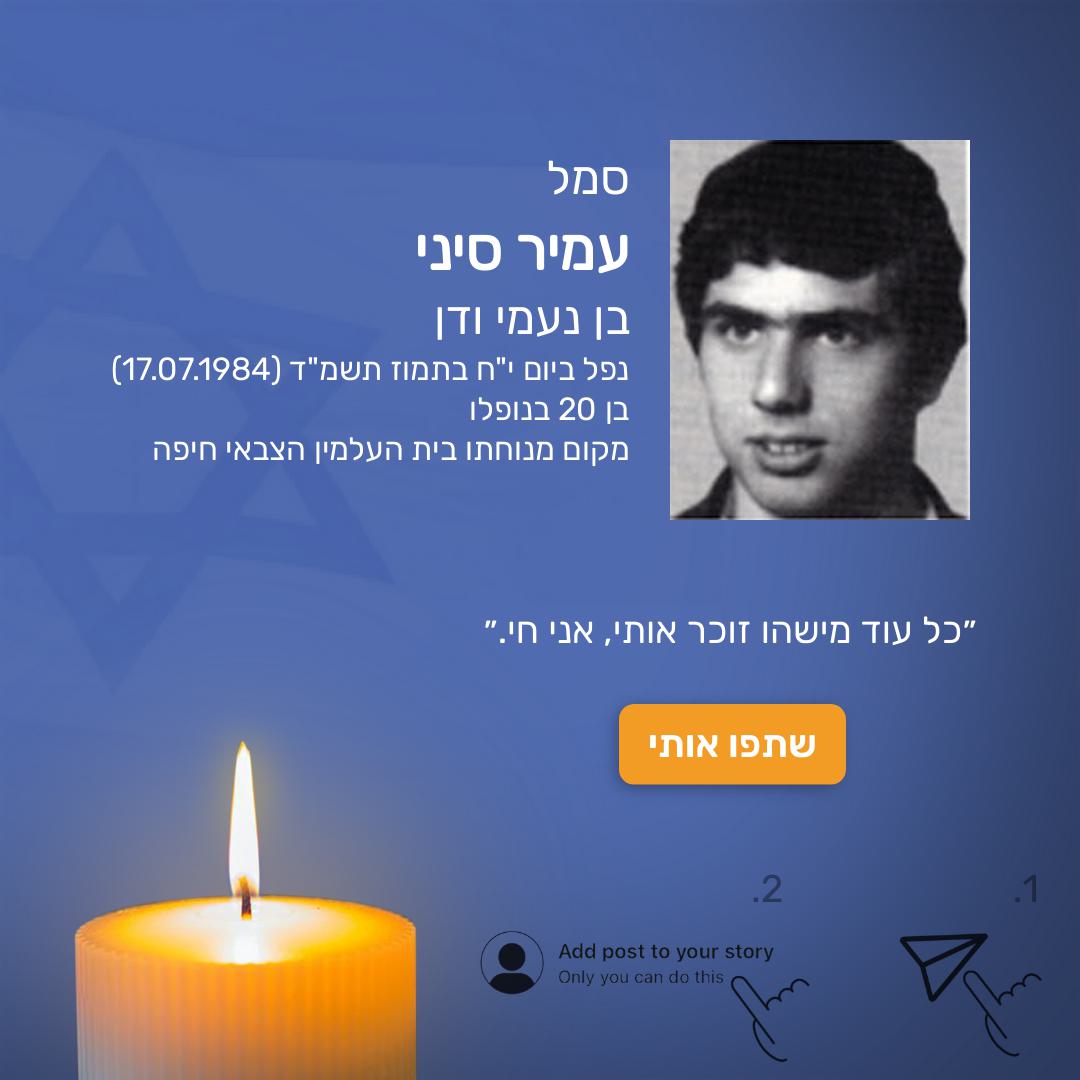 סמל
עמיר סיני
בן נעמי ודן
נפל ביום י"ח בתמוז תשמ"ד (17.07.1984)
בן 20 בנופלו
מקום מנוחתו בית העלמין הצבאי חיפה
״כל עוד מישהו זוכר אותי, אני חי.״
שתפו אותי
1.
2.
Add post to your story
Only you can do this